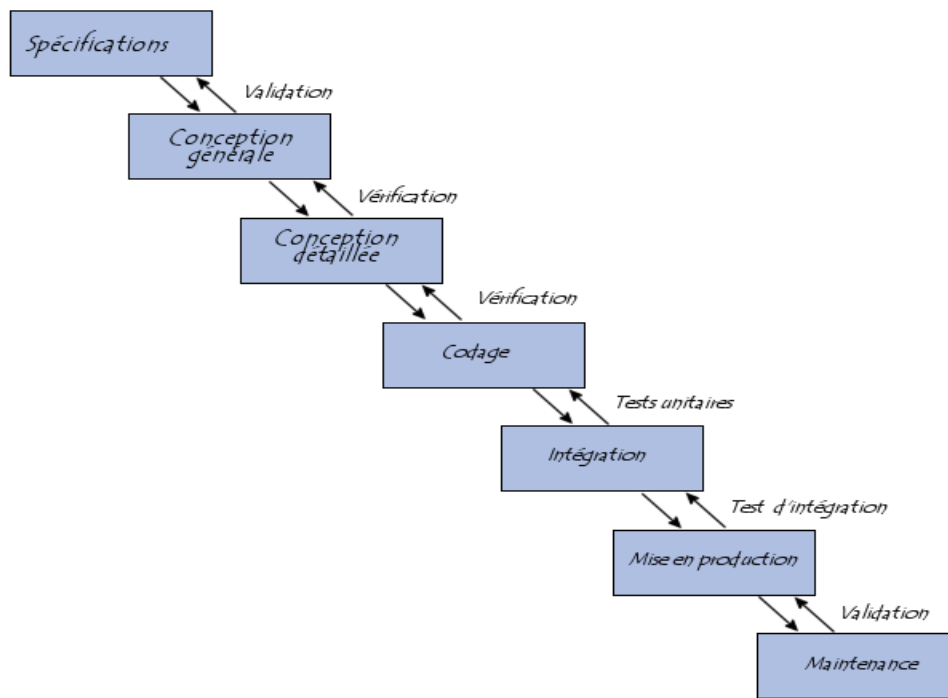 Spécifications
Validation
Conception
générale
Vérification
Conception
détaillée
Vérification
Codage
Tests unitaires
Intégration
Test d'intégration
Mise en production
Validation
Maintenance